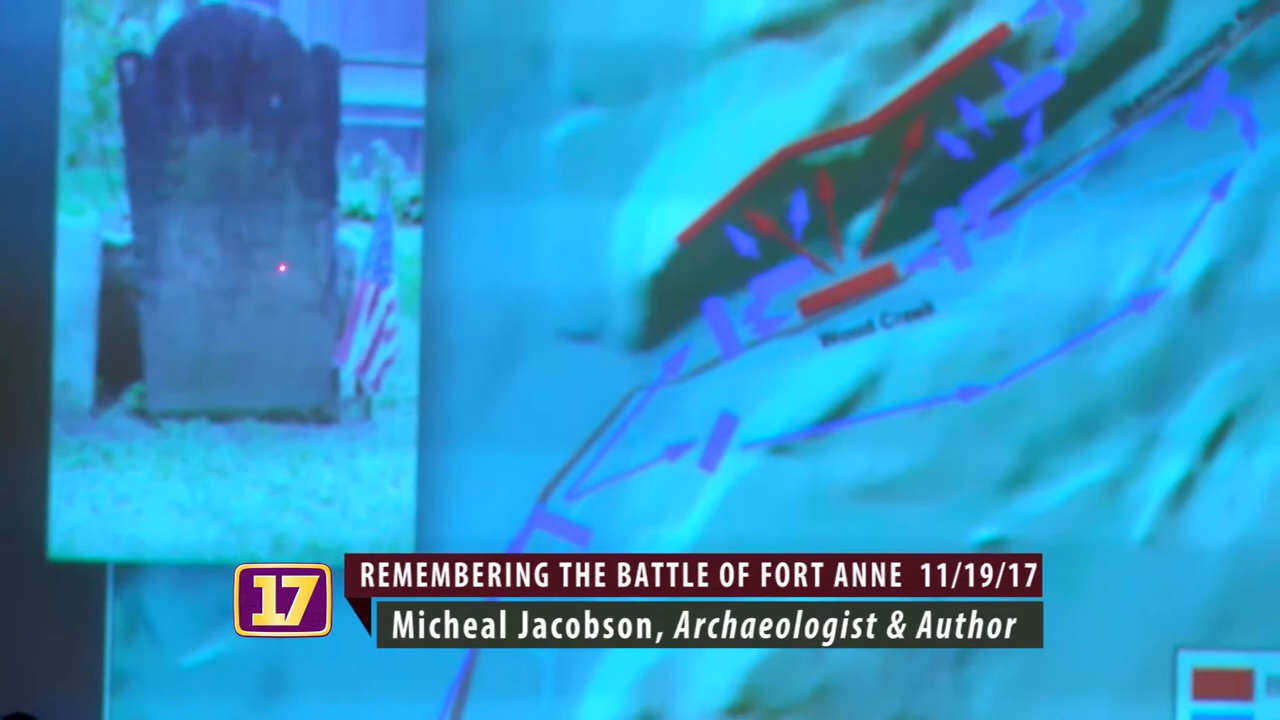 Wood Creek
17
REMEMBERING THE BATTLE OF FORT ANNE 11/19/17
Micheal Jacobson, Archaeologist & Author
B